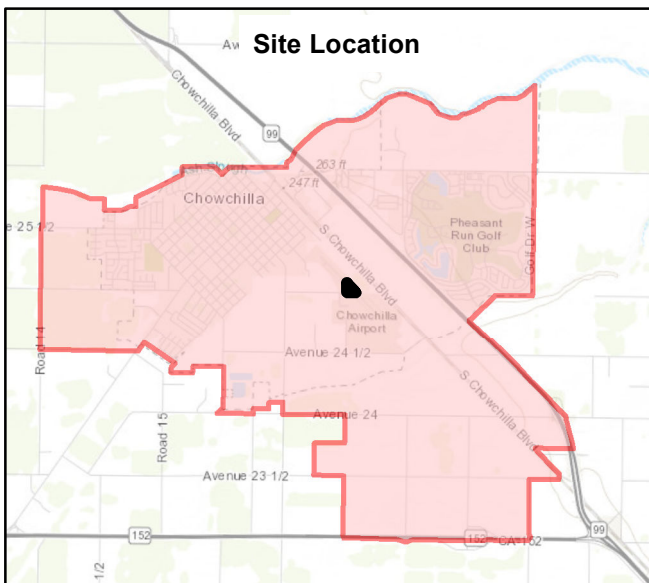 Av
Site Location
Chowchilla Blvd
99
263 ft
247 ft
Chowchilla
Pheasant
Run Golf
Club
Golf Dr W
e 25 1/2
S Chowchilla Blvd
Chowchilla
Airport
Avenue 24 1/2
Road 14
S Chowchilla Blvd
Road 15
Avenue 24
Avenue 23 1/2
152
152
CA-152
99
1/2